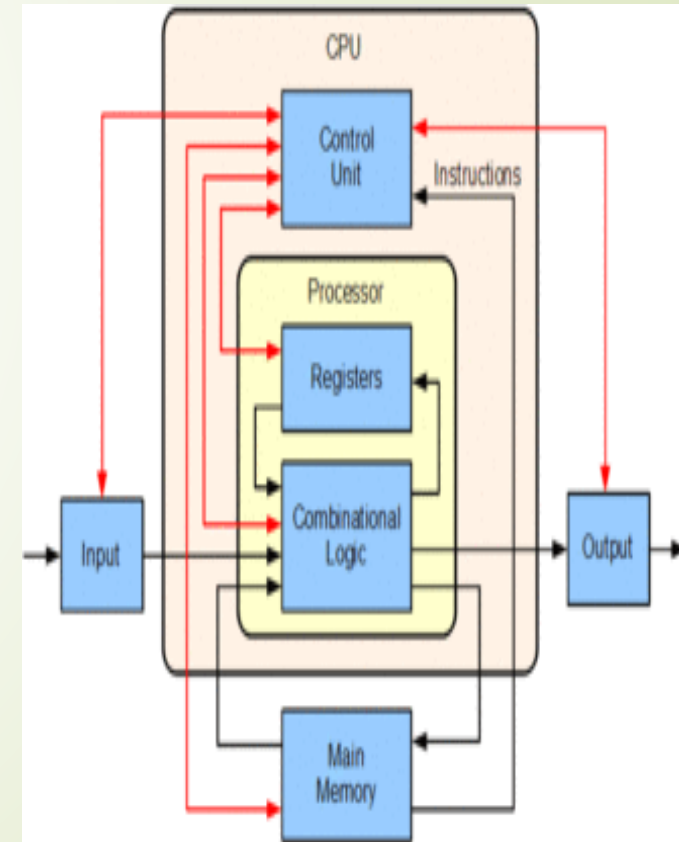 CPU
Control
Unit
Instructions
Processor
Registers
Combinational
Logic
Input
Output
Main
Memory